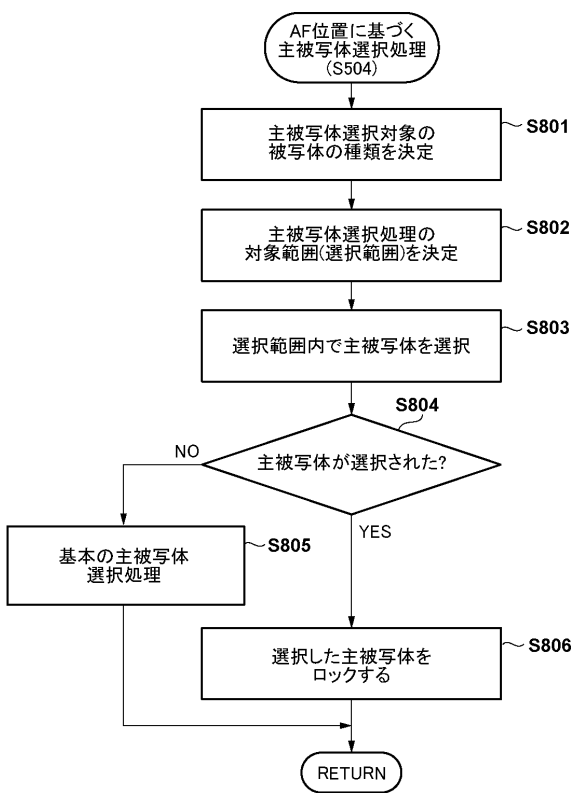 AF位置に基づく
主被写体選択処理
(S504)
S801
主被写体選択対象の
被写体の種類を決定
S802
主被写体選択処理の
対象範囲(選択範囲)を決定
S803
選択範囲内で主被写体を選択
S804
主被写体が選択された?
NO
YES
S805
基本の主被写体
選択処理
S806
選択した主被写体を
ロックする
RETURN